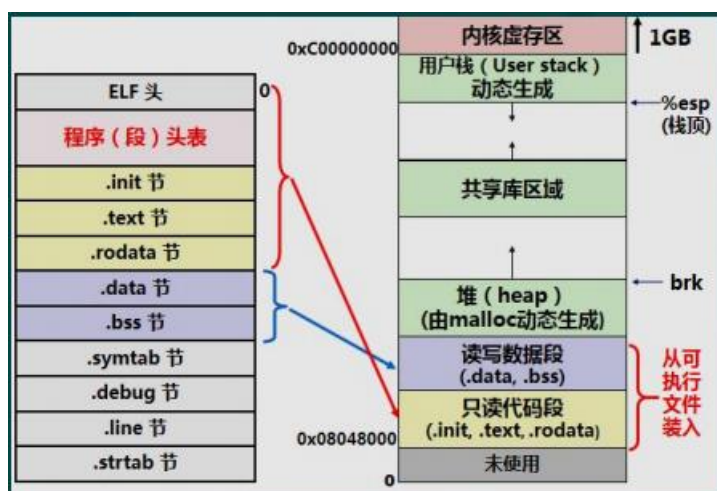 ELF 头
0
程序（段）头表
.init 节
.text 节
.rodata 节
.data 节
.bss 节
.symtab 节
.debug 节
.line 节
.strtab 节
0xC00000000
内核虚存区
1GB
用户栈（User stack）
动态生成
%esp
(栈顶)
共享库区域
brk
堆（heap）
(由malloc动态生成)
读写数据段
(.data, .bss)
只读代码段
(.init, .text, .rodata)
从可
执行
文件
装入
0x08048000
未使用
0